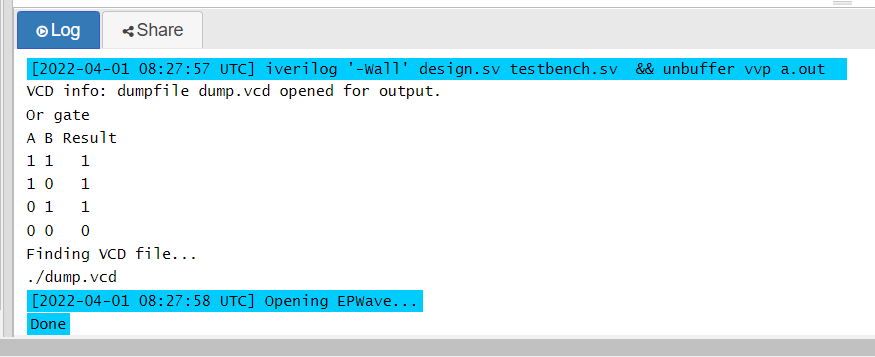 Log Share
[2022-04-01 08:27:57 UTC] iverilog '-Wall' design.sv testbench.sv  && unbuffer vvp a.out
VCD info: dumpfile dump.vcd opened for output.
Or gate
A B Result
1 1   1
1 0   1
0 1   1
0 0   0
Finding VCD file...
./dump.vcd
[2022-04-01 08:27:58 UTC] Opening EPWave...
Done